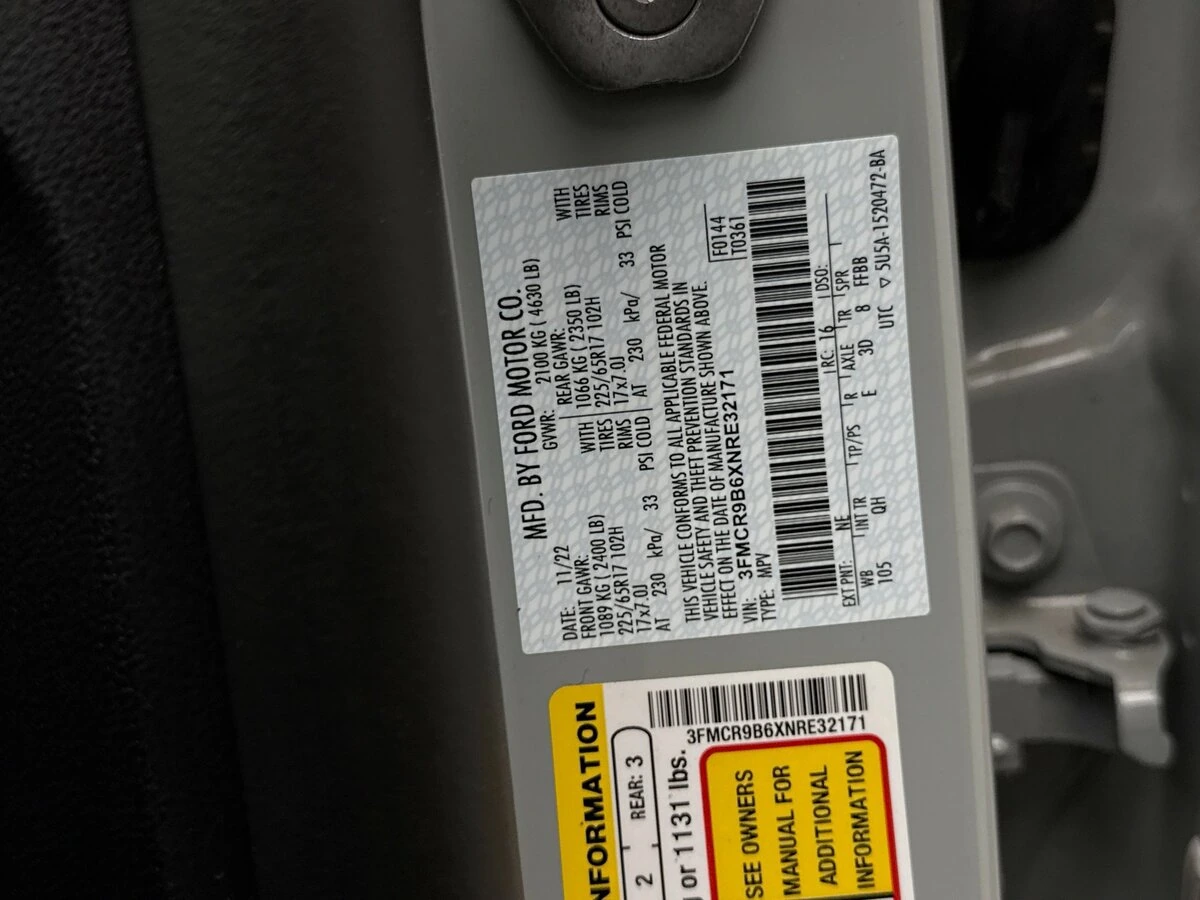 MFD. BY FORD MOTOR CO.
DATE: 11/22 GVWR: 2100 KG ( 4630 LB)
FRONT GAWR: REAR GAWR:
1089 KG ( 2400 LB) WITH 1066 KG ( 2350 LB) WITH
225/65R17 102H TIRES 225/65R17 102H TIRES
17x7.0J RIMS 17x7.0J RIMS
AT 230 kPa/ 33 PSI COLD AT 230 kPa/ 33 PSI COLD
THIS VEHICLE CONFORMS TO ALL APPLICABLE FEDERAL MOTOR
VEHICLE SAFETY AND THEFT PREVENTION STANDARDS IN
EFFECT ON THE DATE OF MANUFACTURE SHOWN ABOVE.
VIN: 3FMCR9B6XNRE32171 F0144
TYPE: MPV T0361
EXT PNT: NE RC: 16 DSO:
WB INT TR TP/PS R AXLE TR SPR
105 QH E 3D 8 FFBB
UTC ▽ 5U5A-1520472-BA
NFORMATION
2 REAR: 3
or 1131 lbs.
3FMCR9B6XNRE32171
SEE OWNERS
MANUAL FOR
ADDITIONAL
INFORMATION